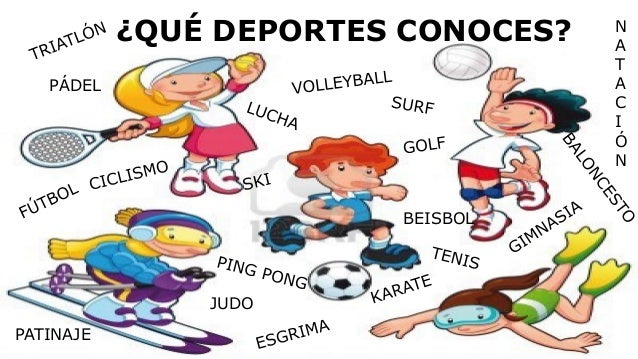 ¿QUÉ DEPORTES CONOCES?
TRIATLÓN
PÁDEL
VOLLEYBALL
LUCHA
SURF
NATACIÓN
GOLF
BALONCESTO
FÚTBOL
CICLISMO
SKI
BEISBOL
GIMNASIA
TENIS
PING PONG
KARATE
JUDO
ESGRIMA
PATINAJE